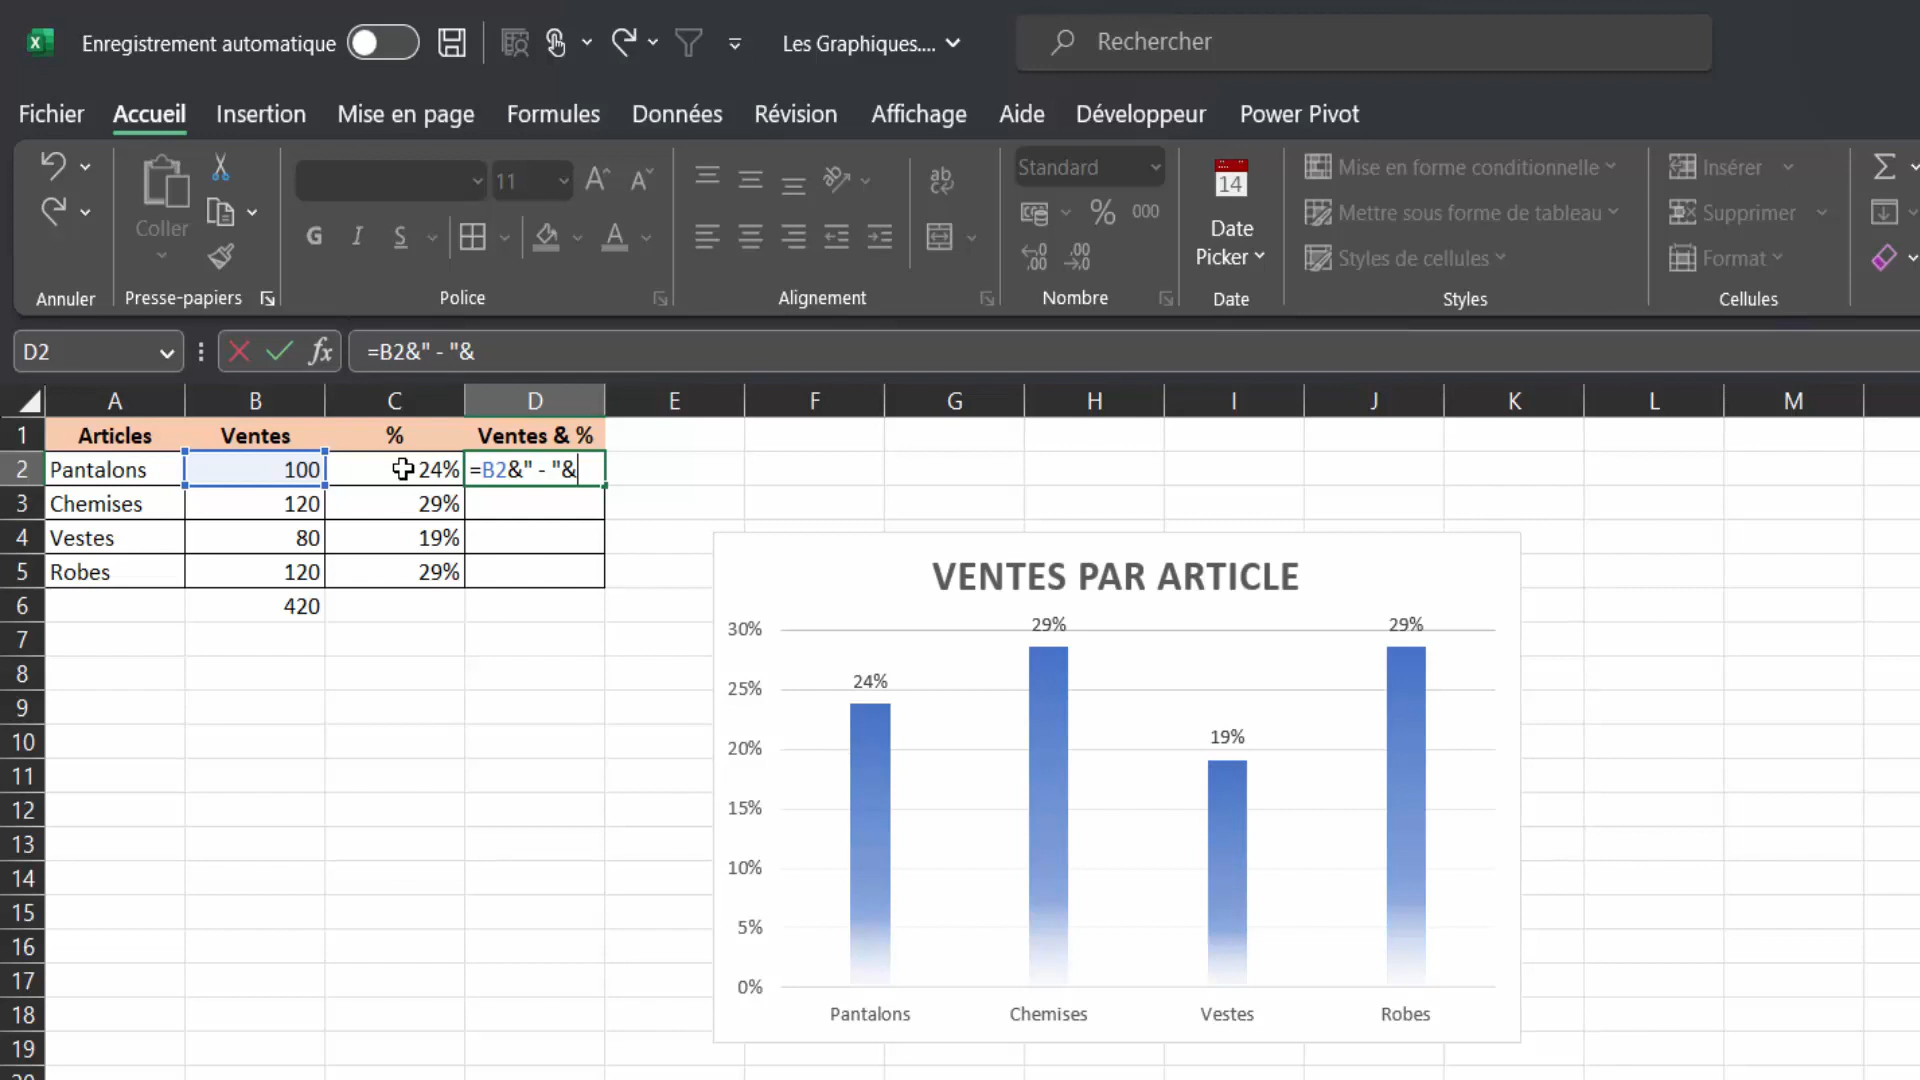 Enregistrement automatique
Les Graphiques....
Rechercher
Fichier Accueil Insertion Mise en page Formules Données Révision Affichage Aide Développeur Power Pivot
Coller
11
G I S
A
ab
c
Standard
% 000
,00
14
Date
Picker
Mise en forme conditionnelle
Mettre sous forme de tableau
Styles de cellules
Insérer
Supprimer
Format
Annuler Presse-papiers Police Alignement Nombre Date Styles Cellules
D2 fx =B2&" - "&
A B C D E F G H I J K L M
1 Articles Ventes % Ventes & %
2 Pantalons 100 24% =B2&" - "&
3 Chemises 120 29%
4 Vestes 80 19%
5 Robes 120 29%
6 420
7
8
9
10
11
12
13
14
15
16
17
18
19
VENTES PAR ARTICLE
30%
25%
20%
15%
10%
5%
0%
24% 29% 19% 29%
Pantalons Chemises Vestes Robes